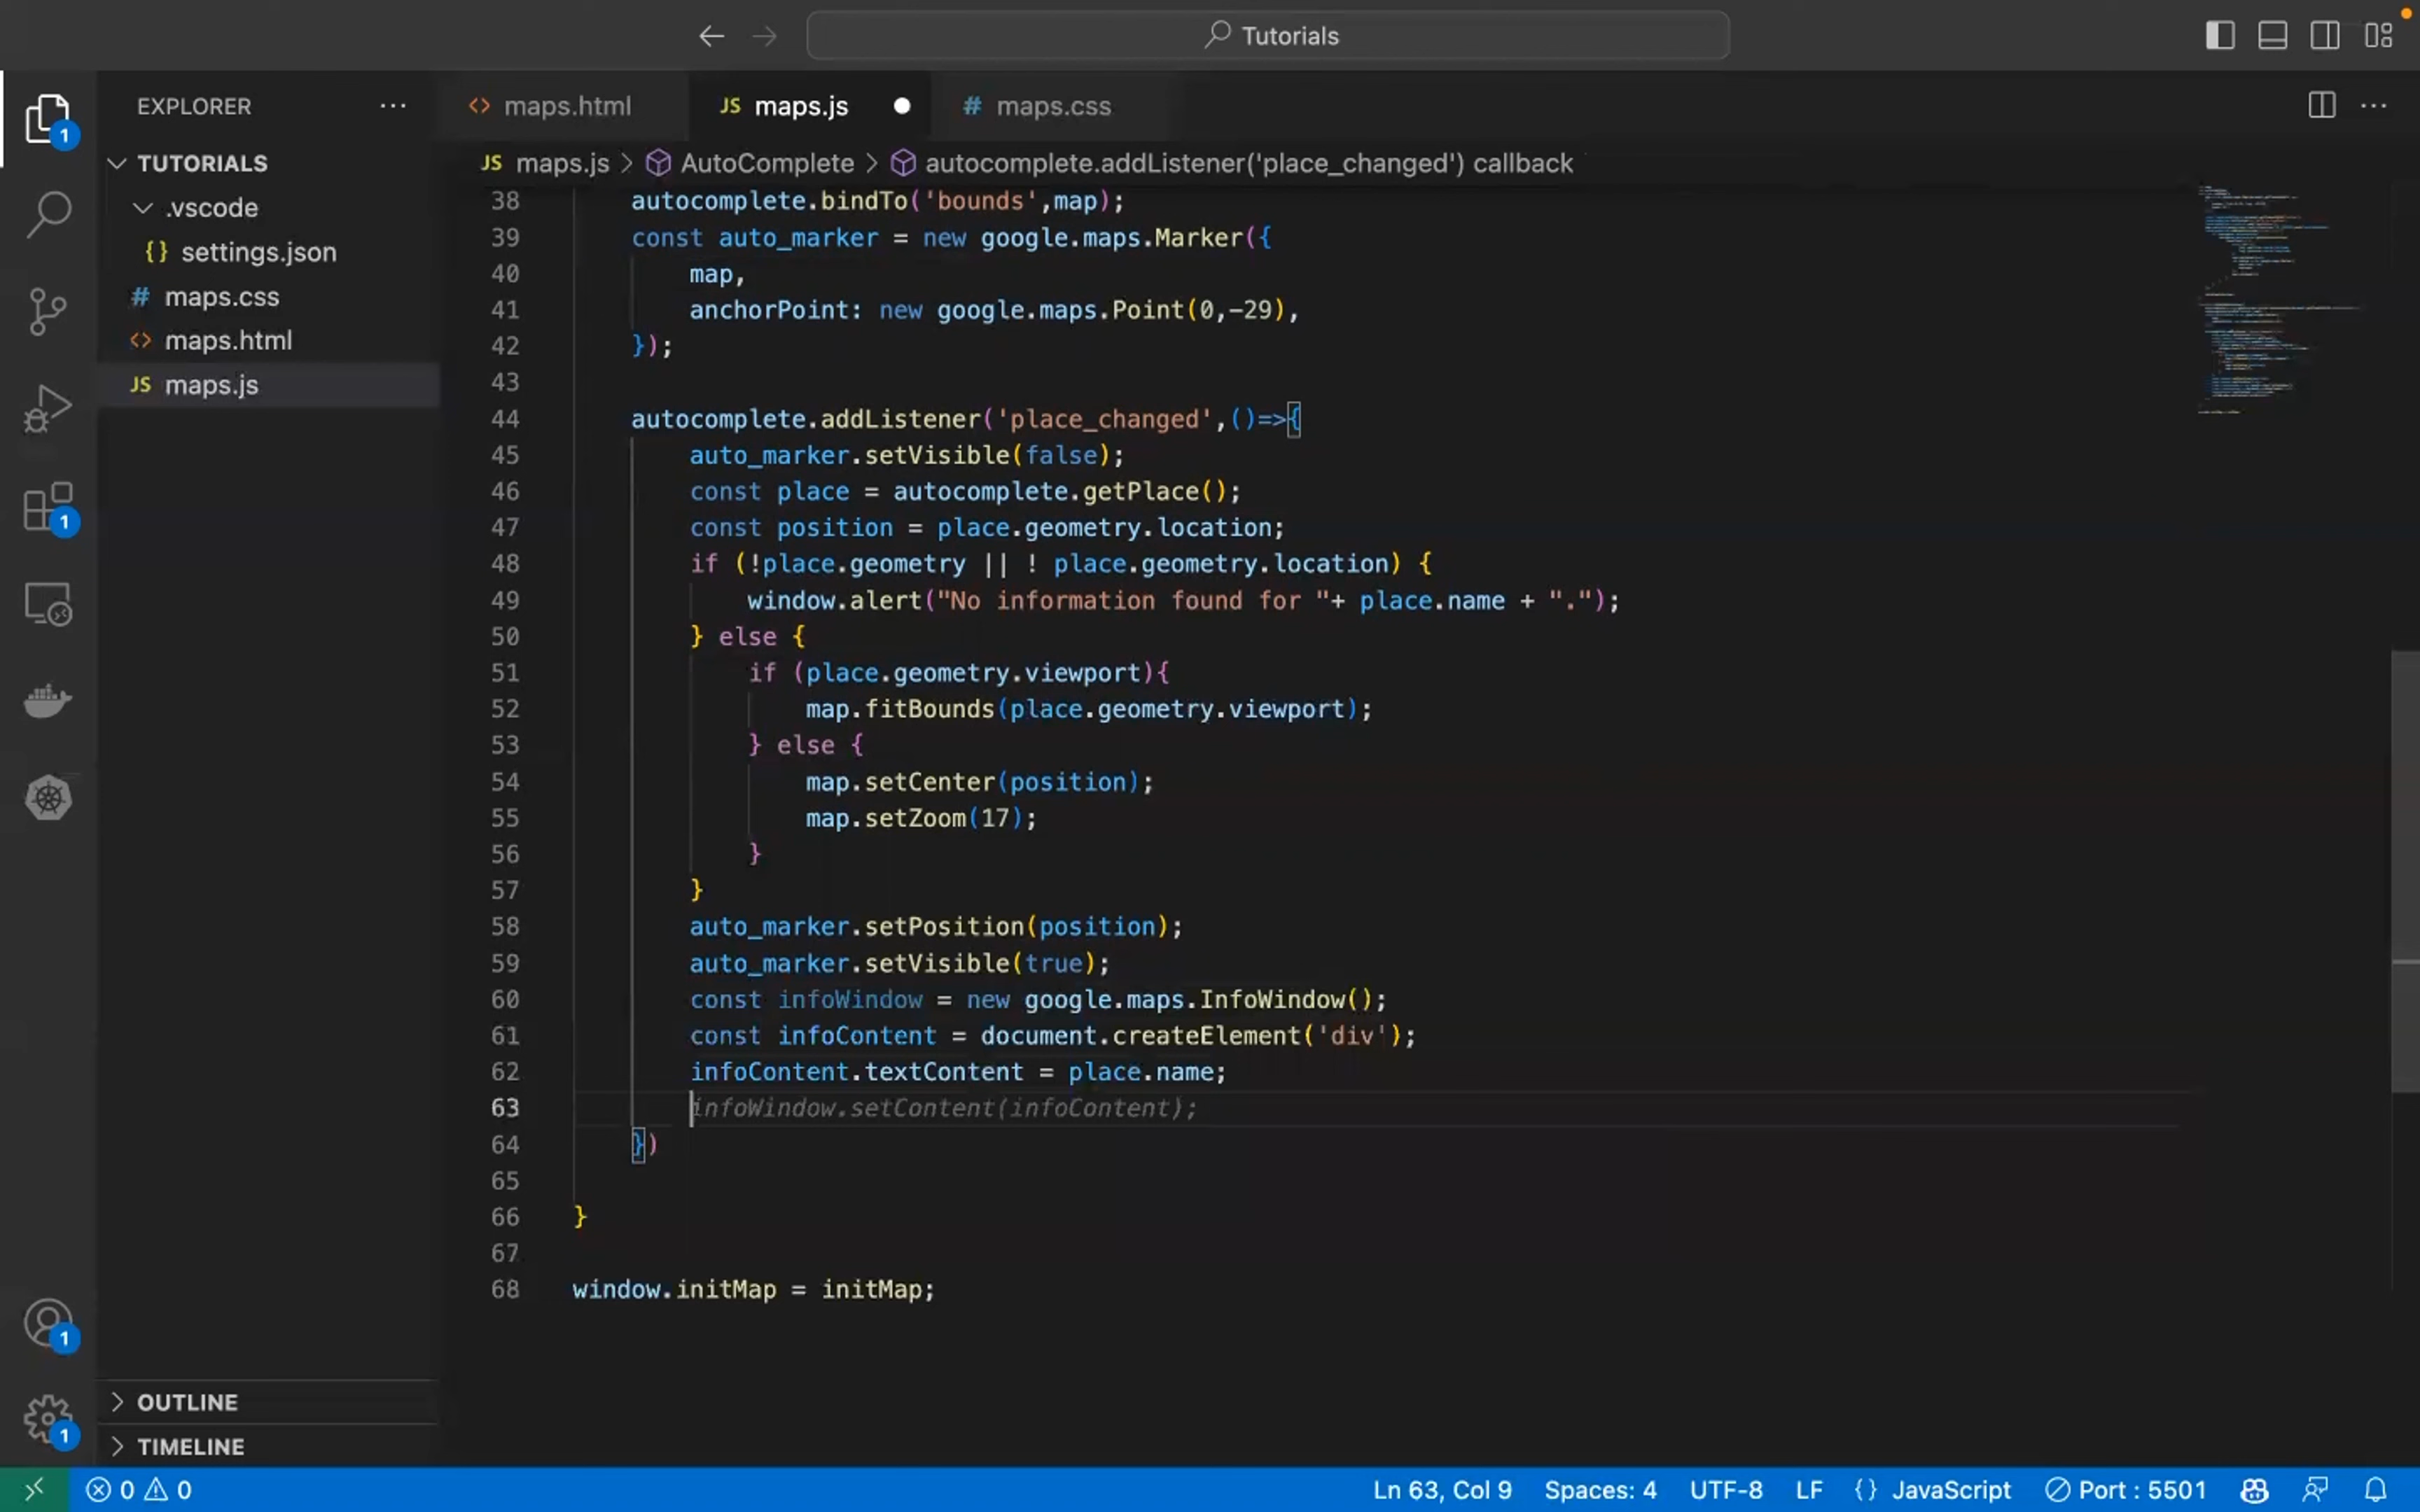 Tutorials
EXPLORER
TUTORIALS
.vscode
{} settings.json
# maps.css
<> maps.html
JS maps.js
OUTLINE
TIMELINE
1
1
1
1
<> maps.html
JS maps.js
# maps.css
JS maps.js > AutoComplete > autocomplete.addListener('place_changed') callback
38 autocomplete.bindTo('bounds',map);
39 const auto_marker = new google.maps.Marker({
40 map,
41 anchorPoint: new google.maps.Point(0,-29),
42 });
43
44 autocomplete.addListener('place_changed',()=>{
45 auto_marker.setVisible(false);
46 const place = autocomplete.getPlace();
47 const position = place.geometry.location;
48 if (!place.geometry || ! place.geometry.location) {
49 window.alert("No information found for "+ place.name + ".");
50 } else {
51 if (place.geometry.viewport){
52 map.fitBounds(place.geometry.viewport);
53 } else {
54 map.setCenter(position);
55 map.setZoom(17);
56 }
57 }
58 auto_marker.setPosition(position);
59 auto_marker.setVisible(true);
60 const infoWindow = new google.maps.InfoWindow();
61 const infoContent = document.createElement('div');
62 infoContent.textContent = place.name;
63 infoWindow.setContent(infoContent);
64 })
65
66 }
67
68 window.initMap = initMap;
0 0
Ln 63, Col 9
Spaces: 4
UTF-8
LF
{} JavaScript
Port : 5501